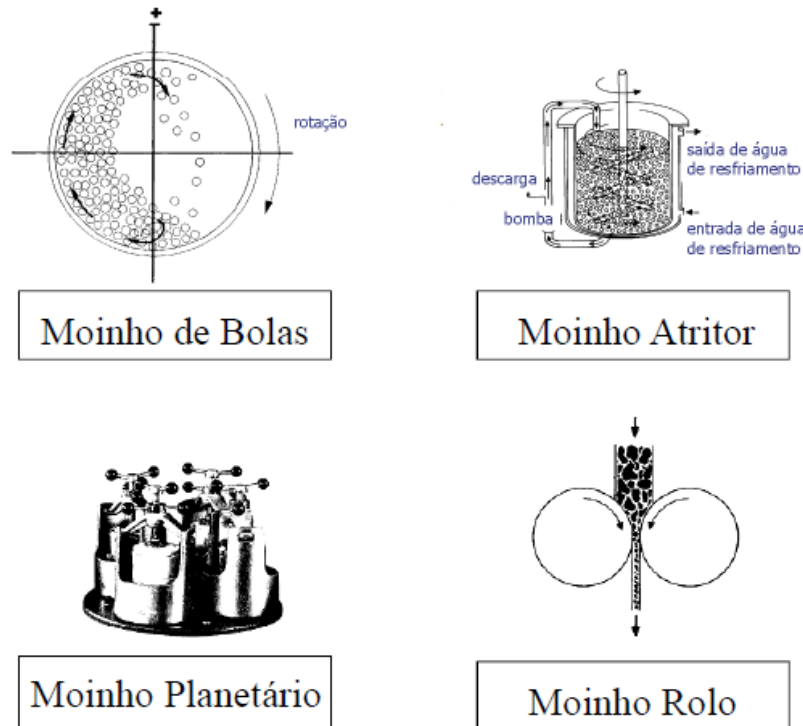 rotação
Moinho de Bolas
descarga
bomba
saída de água
de resfriamento
entrada de água
de resfriamento
Moinho Atritor
Moinho Planetário
Moinho Rolo